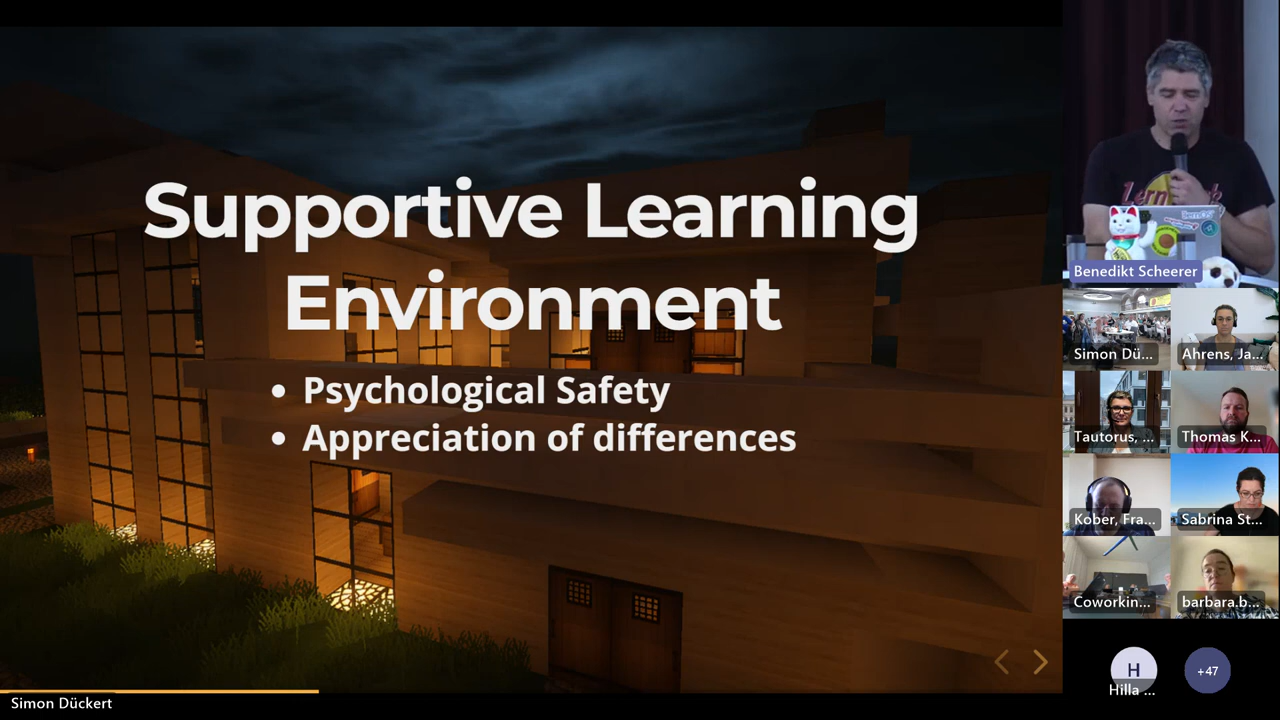 Supportive Learning
Environment
• Psychological Safety
• Appreciation of differences
Simon Dückert
Benedikt Scheerer
Simon Dü...
Ahrens, Ja...
Tautorus, ...
Thomas K...
Kober, Fra...
Sabrina St...
Coworkin...
barbara.b...
H
Hilla ...
+47